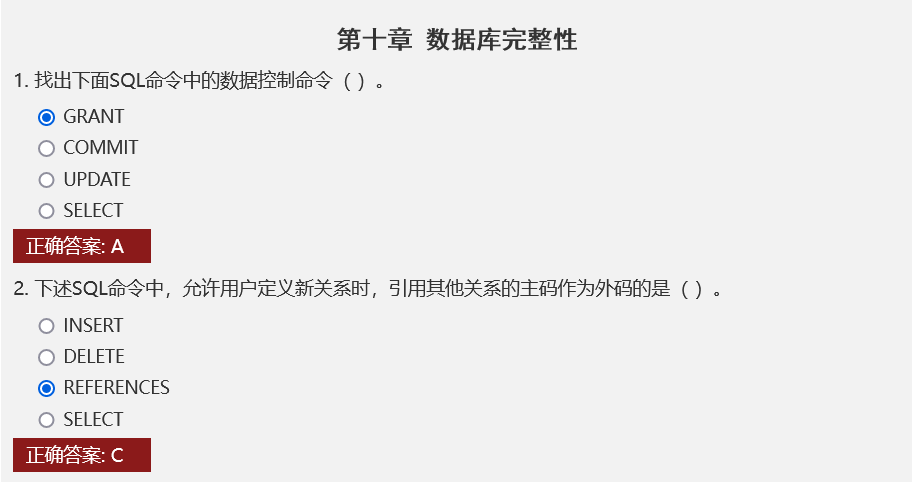 第十章 数据库完整性
1. 找出下面SQL命令中的数据控制命令（ ）。
GRANT
COMMIT
UPDATE
SELECT
正确答案: A
2. 下述SQL命令中，允许用户定义新关系时，引用其他关系的主码作为外码的是（ ）。
INSERT
DELETE
REFERENCES
SELECT
正确答案: C